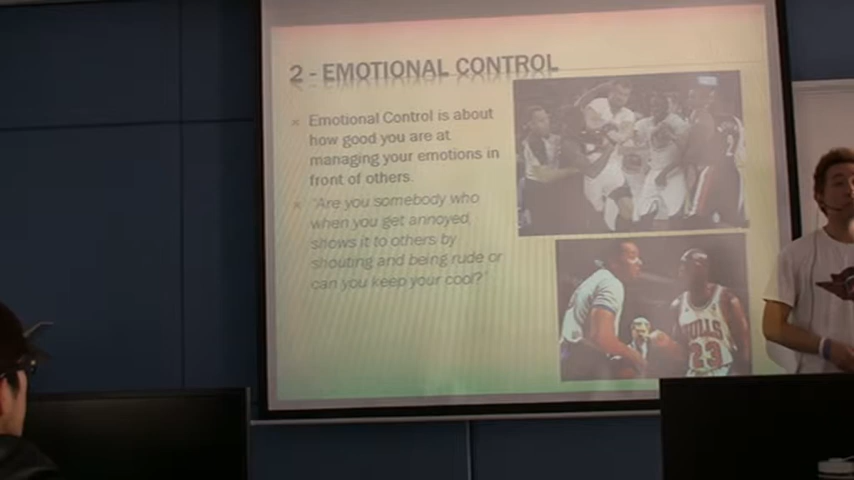 2 - EMOTIONAL CONTROL
Emotional Control is about
how good you are at
managing your emotions in
front of others.
"Are you somebody who
when you get annoyed
shows it to others by
shouting and being rude or
can you keep your cool?"
BULLS
23